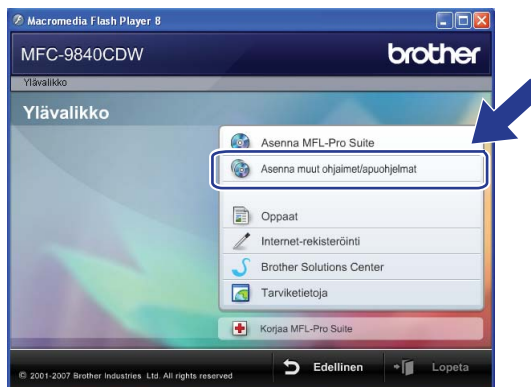 Macromedia Flash Player 8
MFC-9840CDW
brother
Ylävalikko
Ylävalikko
Asenna MFL-Pro Suite
Asenna muut ohjaimet/apuohjelmat
Oppaat
Internet-rekisteröinti
Brother Solutions Center
Tarviketietoja
Korjaa MFL-Pro Suite
© 2001-2007 Brother Industries Ltd. All rights reserved
Edellinen
Lopeta